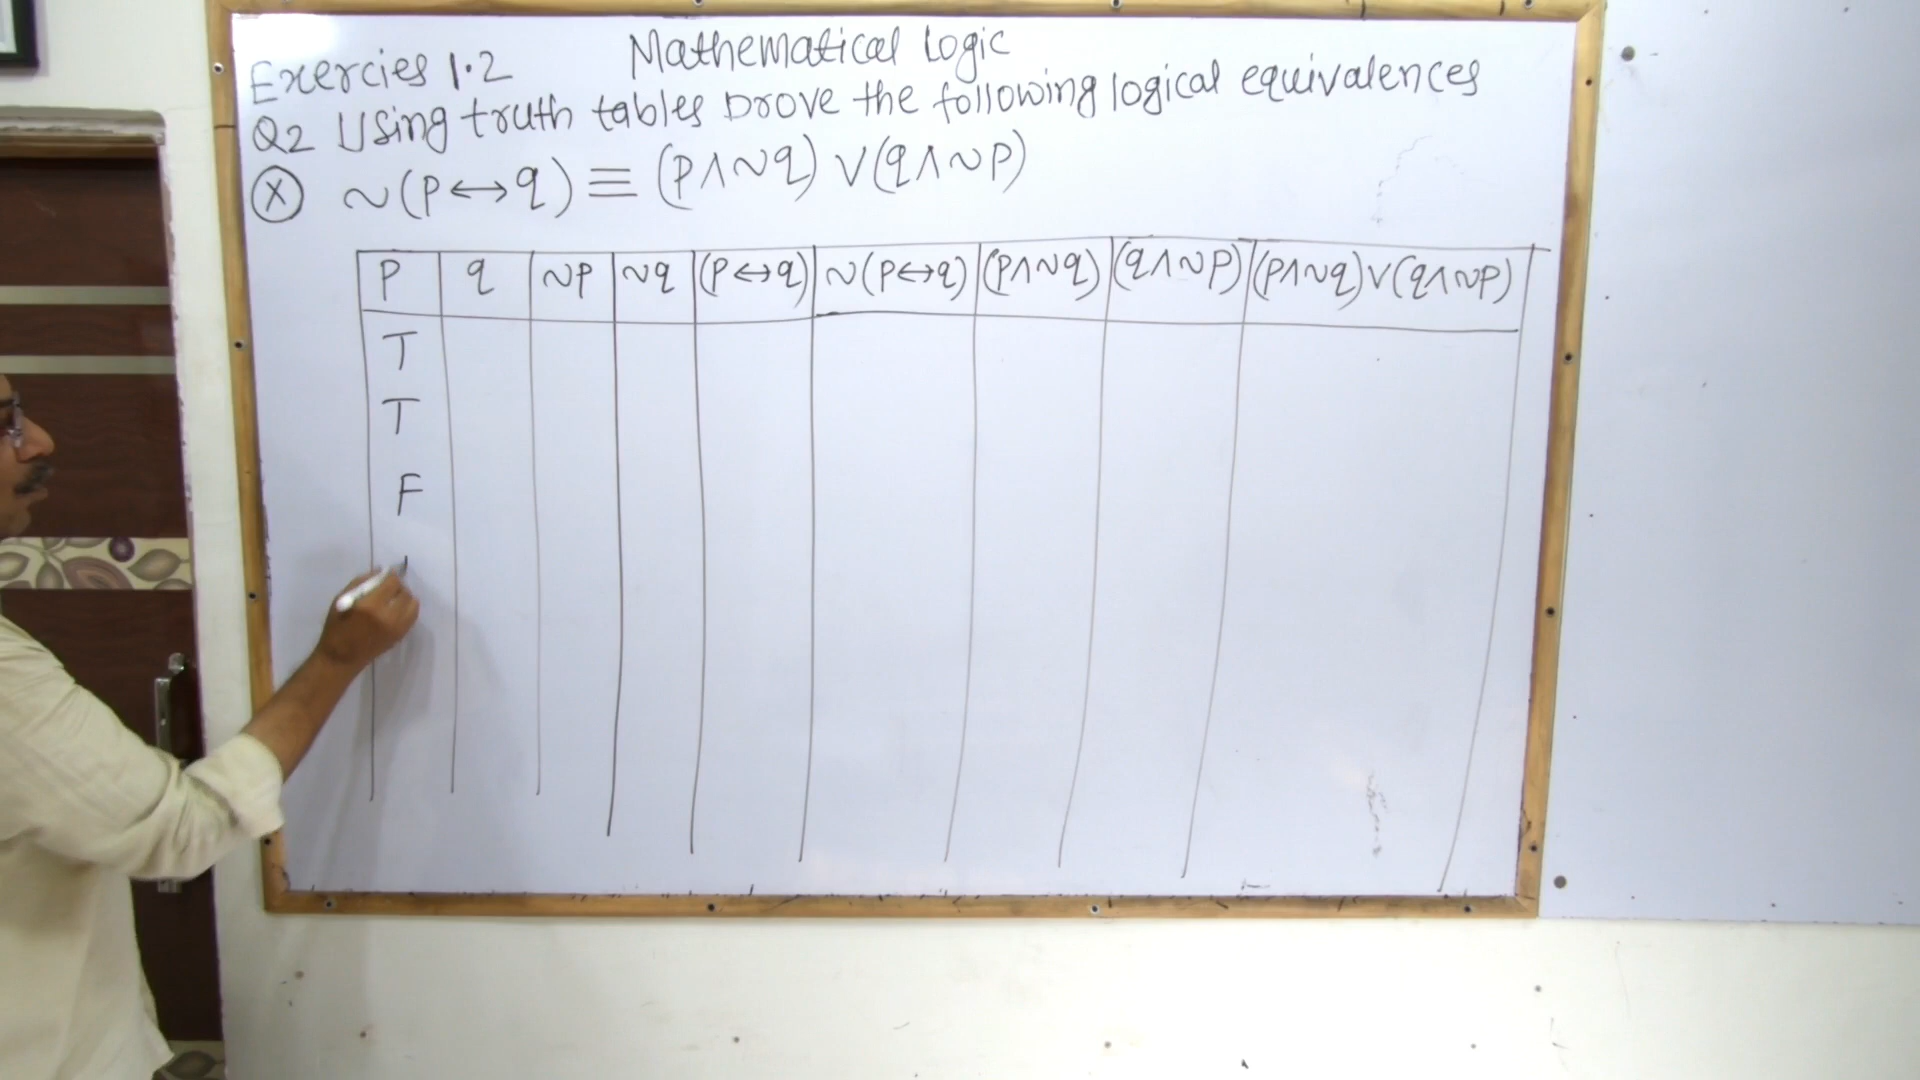 Mathematical Logic
Exercies 1.2
Q2 Using truth tables prove the following logical equivalences
(X) ~(p↔q) ≡ (p∧~q) ∨ (q∧~p)
p q ~p ~q (p↔q) ~(p↔q) (p∧~q) (q∧~p) (p∧~q)∨(q∧~p)
T
T
F